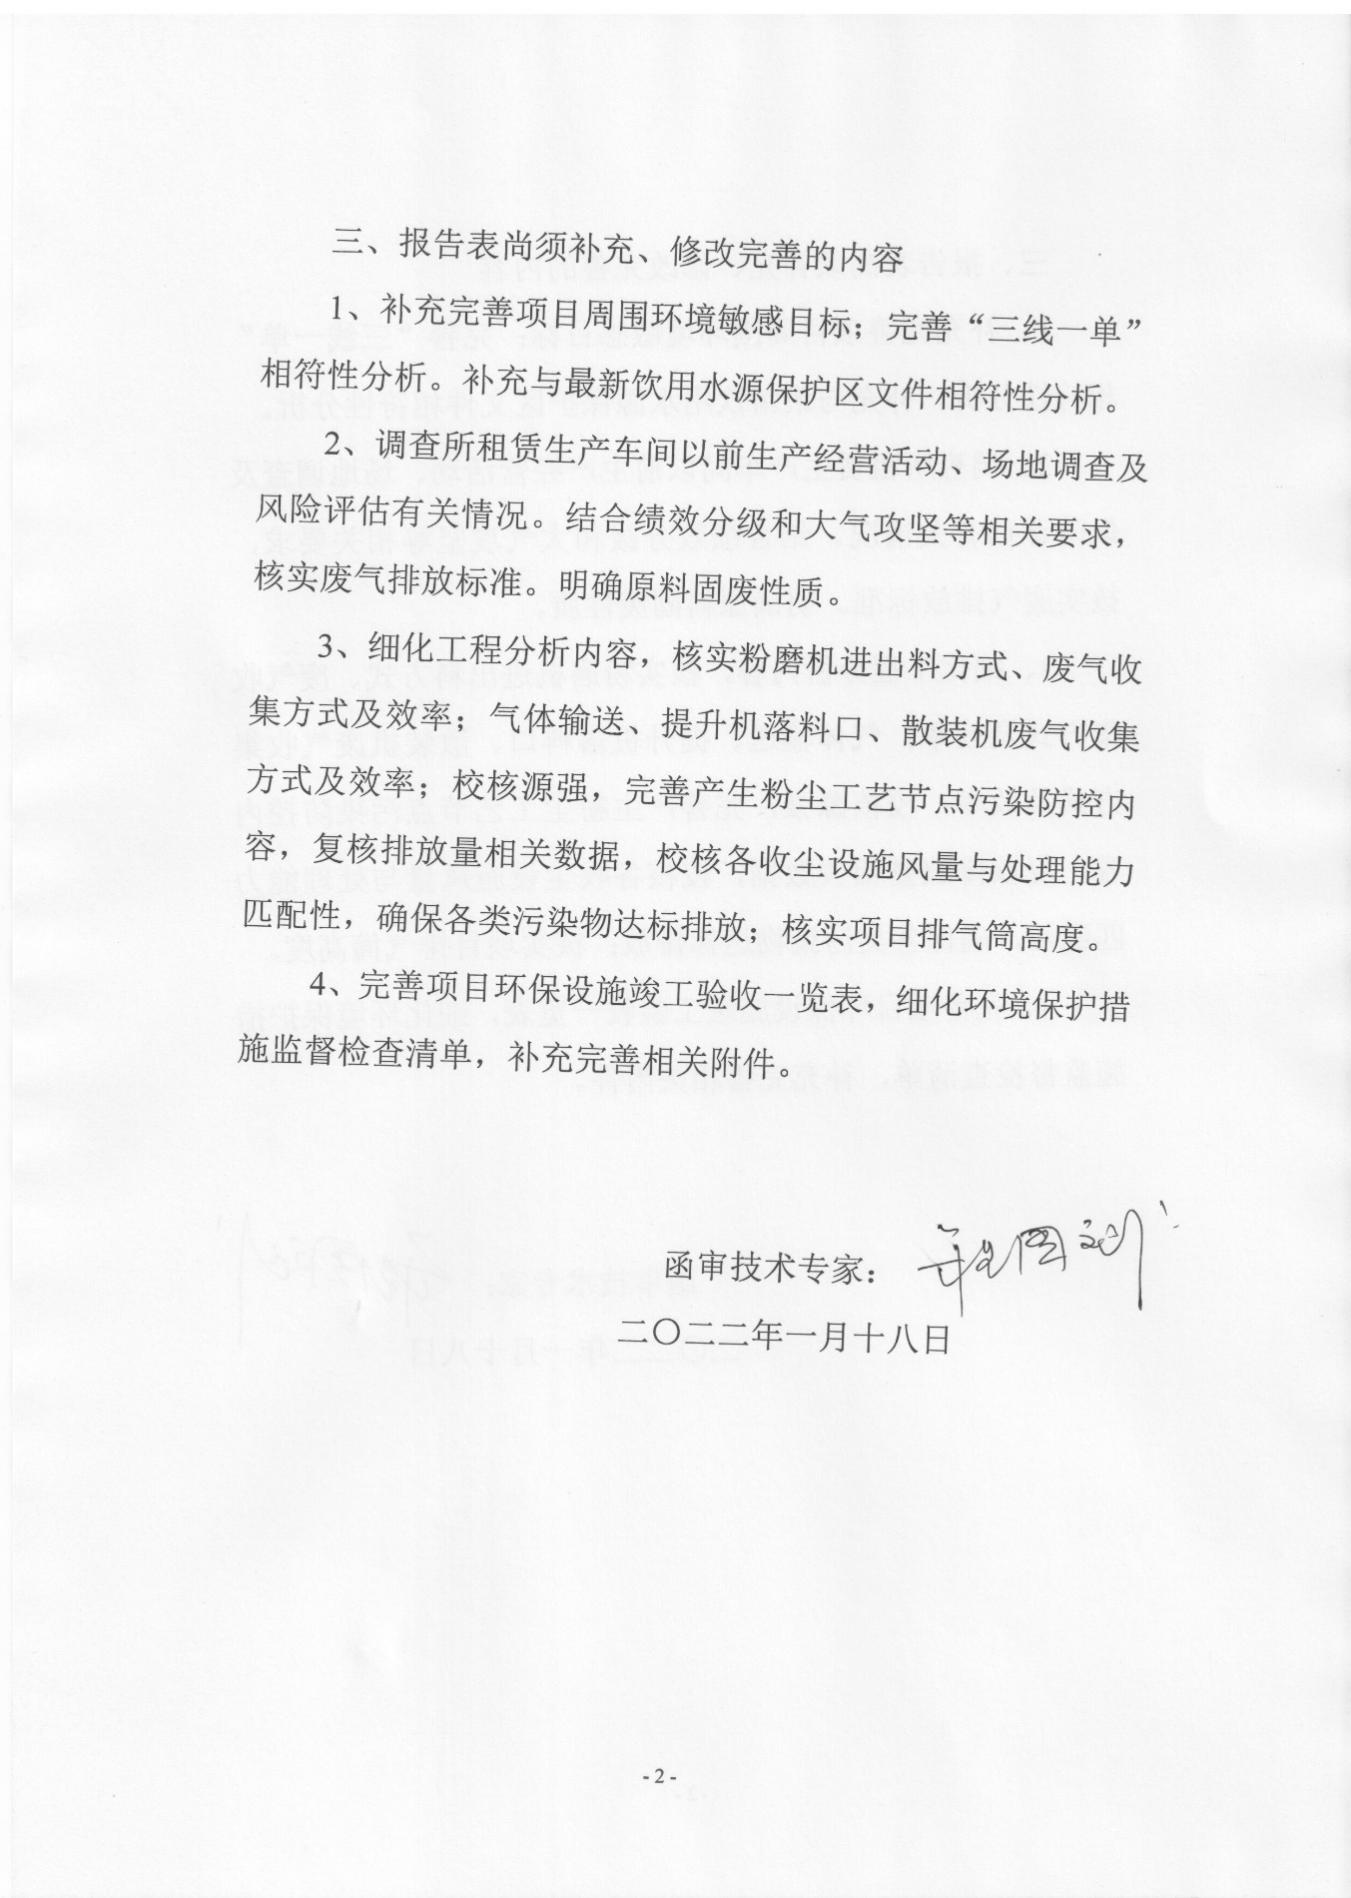 三、报告表尚须补充、修改完善的内容
1、补充完善项目周围环境敏感目标；完善“三线一单”
相符性分析。补充与最新饮用水源保护区文件相符性分析。
2、调查所租赁生产车间以前生产经营活动、场地调查及
风险评估有关情况。结合绩效分级和大气攻坚等相关要求，
核实废气排放标准。明确原料固废性质。
3、细化工程分析内容，核实粉磨机进出料方式、废气收
集方式及效率；气体输送、提升机落料口、散装机废气收集
方式及效率；校核源强，完善产生粉尘工艺节点污染防控内
容，复核排放量相关数据，校核各收尘设施风量与处理能力
匹配性，确保各类污染物达标排放；核实项目排气筒高度。
4、完善项目环保设施竣工验收一览表，细化环境保护措
施监督检查清单，补充完善相关附件。
函审技术专家：
二〇二二年一月十八日
- 2 -